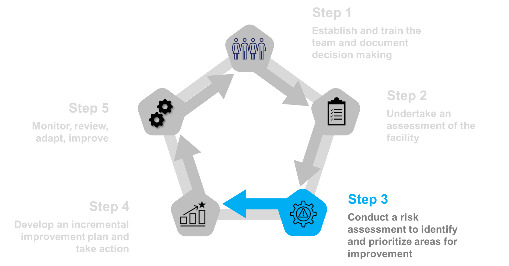 Step 1
Establish and train the
team and document
decision making
Step 2
Undertake an
assessment of the
facility
Step 3
Conduct a risk
assessment to identify
and prioritize areas for
improvement
Step 4
Develop an incremental
improvement plan and
take action
Step 5
Monitor, review,
adapt, improve